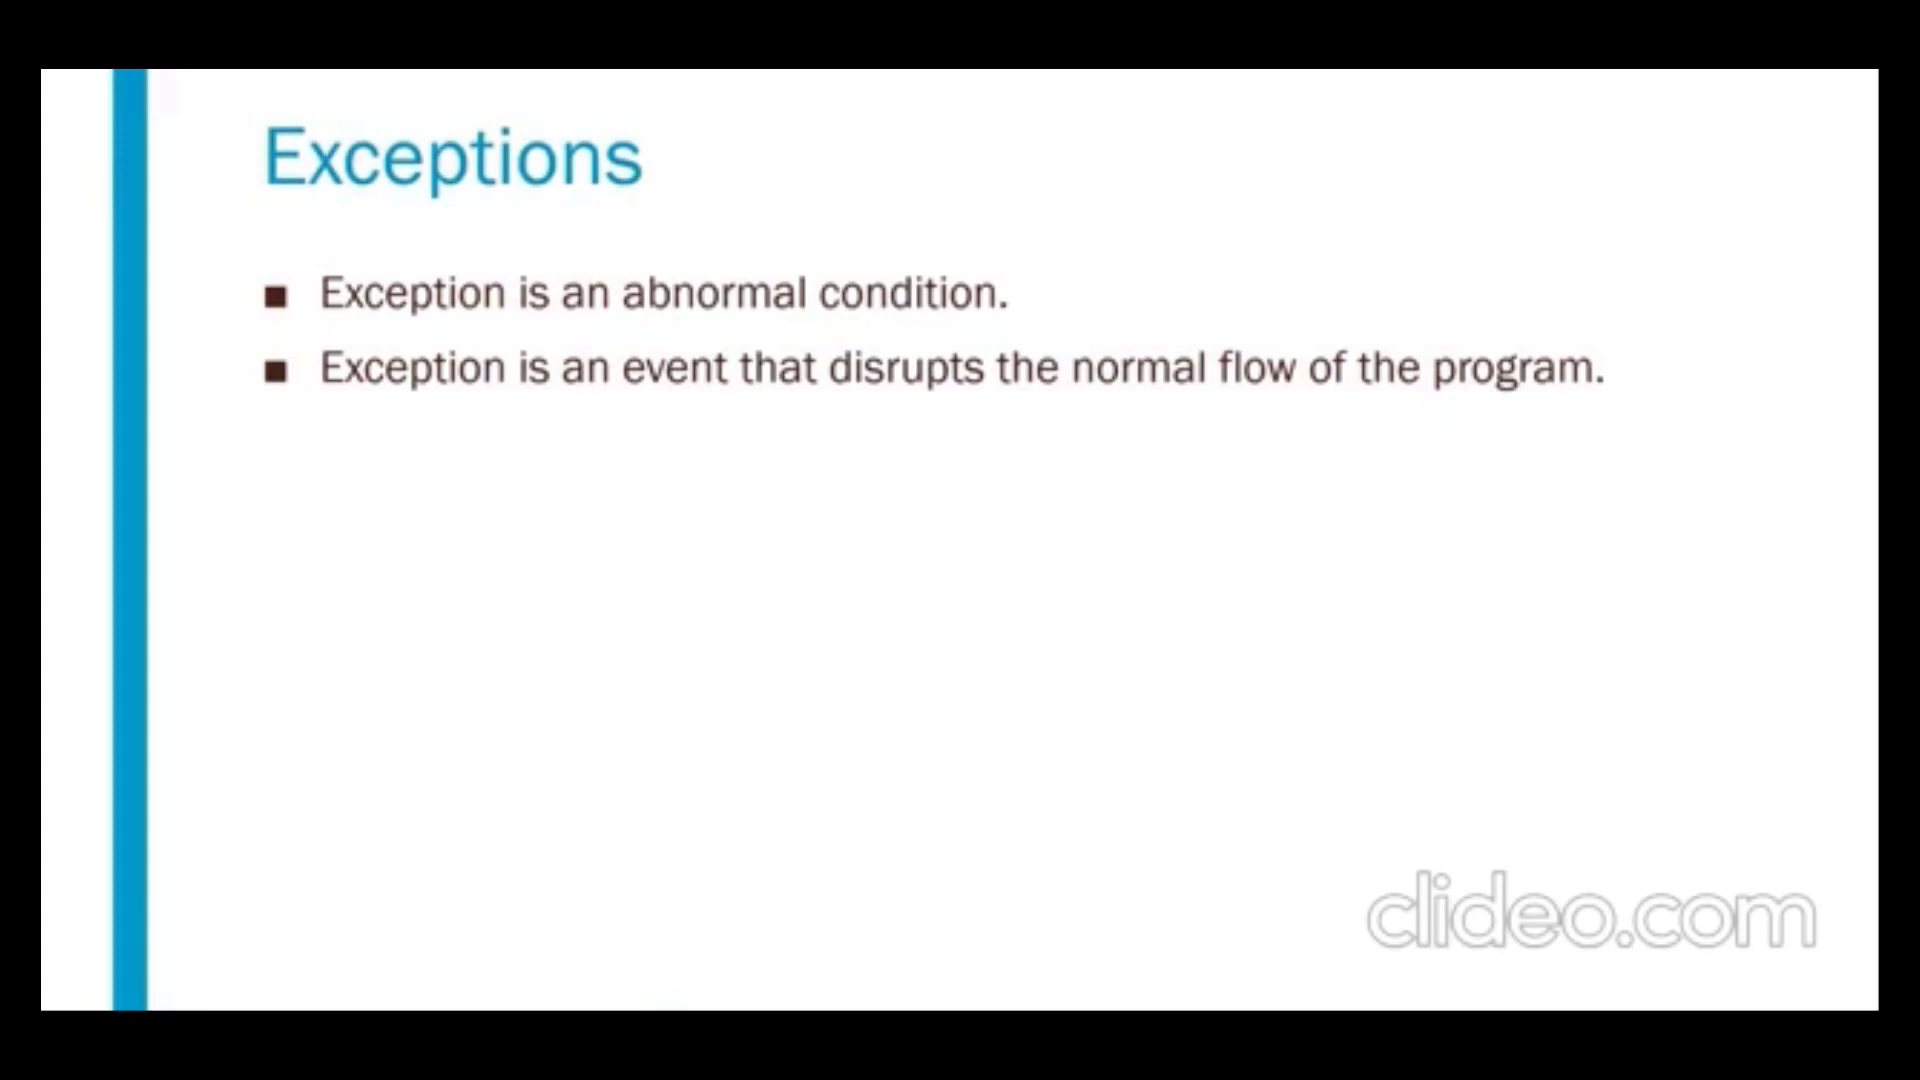 Exceptions
■ Exception is an abnormal condition.
■ Exception is an event that disrupts the normal flow of the program.
clideo.com